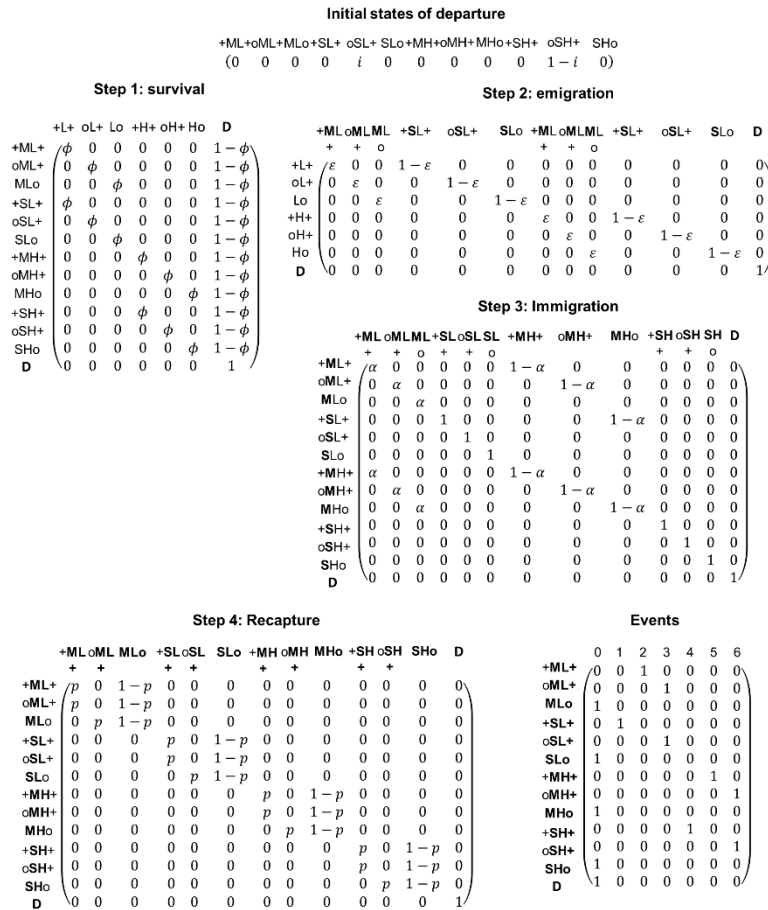 Initial states of departure
+ML+oML+MLo +SL+ oSL+ SLo +MH+oMH+ MHo +SH+ oSH+ SHo
(0 0 0 0 i 0 0 0 0 0 1 − i 0)
Step 1: survival
+L+ oL+ Lo +H+ oH+ Ho D
+ML+ ϕ 0 0 0 0 0 1 − ϕ
oML+ 0 ϕ 0 0 0 0 1 − ϕ
MLo 0 0 ϕ 0 0 0 1 − ϕ
+SL+ ϕ 0 0 0 0 0 1 − ϕ
oSL+ 0 ϕ 0 0 0 0 1 − ϕ
SLo 0 0 ϕ 0 0 0 1 − ϕ
+MH+ 0 0 0 ϕ 0 0 1 − ϕ
oMH+ 0 0 0 0 ϕ 0 1 − ϕ
MHo 0 0 0 0 0 ϕ 1 − ϕ
+SH+ 0 0 0 ϕ 0 0 1 − ϕ
oSH+ 0 0 0 0 ϕ 0 1 − ϕ
SHo 0 0 0 0 0 ϕ 1 − ϕ
D 0 0 0 0 0 0 1
Step 2: emigration
+ML oML ML +SL+ oSL+ SLo +ML oML ML +SL+ oSL+ SLo D
+ + o + + o
+L+ ε 0 0 1 − ε 0 0 0 0 0 0 0 0 0
oL+ 0 ε 0 0 1 − ε 0 0 0 0 0 0 0 0
Lo 0 0 ε 0 0 1 − ε 0 0 0 0 0 0 0
+H+ 0 0 0 0 0 0 ε 0 0 1 − ε 0 0 0
oH+ 0 0 0 0 0 0 0 ε 0 0 1 − ε 0 0
Ho 0 0 0 0 0 0 0 0 ε 0 0 1 − ε 0
D 0 0 0 0 0 0 0 0 0 0 0 0 1
Step 3: Immigration
+ML oML ML +SL oSL SL +MH+ oMH+ MHo +SH oSH SH D
+ + o + + o + + o
+ML+ α 0 0 0 0 0 1 − α 0 0 0 0 0 0
oML+ 0 α 0 0 0 0 0 1 − α 0 0 0 0 0
MLo 0 0 α 0 0 0 0 0 0 0 0 0 0
+SL+ 0 0 0 1 0 0 0 0 1 − α 0 0 0 0
oSL+ 0 0 0 0 1 0 0 0 0 0 0 0 0
SLo 0 0 0 0 0 1 0 0 0 0 0 0 0
+MH+ α 0 0 0 0 0 1 − α 0 0 0 0 0 0
oMH+ 0 α 0 0 0 0 0 1 − α 0 0 0 0 0
MHo 0 0 α 0 0 0 0 0 1 − α 0 0 0 0
+SH+ 0 0 0 0 0 0 0 0 0 1 0 0 0
oSH+ 0 0 0 0 0 0 0 0 0 0 1 0 0
SHo 0 0 0 0 0 0 0 0 0 0 0 1 0
D 0 0 0 0 0 0 0 0 0 0 0 0 1
Step 4: Recapture
+ML oML MLo +SL oSL SLo +MH oMH MHo +SH oSH SHo D
+ + + + + + + +
+ML+ p 0 1 − p 0 0 0 0 0 0 0 0 0 0
oML+ p 0 1 − p 0 0 0 0 0 0 0 0 0 0
MLo 0 p 1 − p 0 0 0 0 0 0 0 0 0 0
+SL+ 0 0 0 p 0 1 − p 0 0 0 0 0 0 0
oSL+ 0 0 0 p 0 1 − p 0 0 0 0 0 0 0
SLo 0 0 0 0 p 1 − p 0 0 0 0 0 0 0
+MH+ 0 0 0 0 0 0 p 0 1 − p 0 0 0 0
oMH+ 0 0 0 0 0 0 p 0 1 − p 0 0 0 0
MHo 0 0 0 0 0 0 0 p 1 − p 0 0 0 0
+SH+ 0 0 0 0 0 0 0 0 0 p 0 1 − p 0
oSH+ 0 0 0 0 0 0 0 0 0 p 0 1 − p 0
SHo 0 0 0 0 0 0 0 0 0 0 p 1 − p 0
D 0 0 0 0 0 0 0 0 0 0 0 0 1
Events
0 1 2 3 4 5 6
+ML+ 0 0 1 0 0 0 0
oML+ 0 0 0 1 0 0 0
MLo 1 0 0 0 0 0 0
+SL+ 0 1 0 0 0 0 0
oSL+ 0 0 0 1 0 0 0
SLo 1 0 0 0 0 0 0
+MH+ 0 0 0 0 0 1 0
oMH+ 0 0 0 0 0 0 1
MHo 1 0 0 0 0 0 0
+SH+ 0 0 0 0 1 0 0
oSH+ 0 0 0 0 0 0 1
SHo 1 0 0 0 0 0 0
D 1 0 0 0 0 0 0